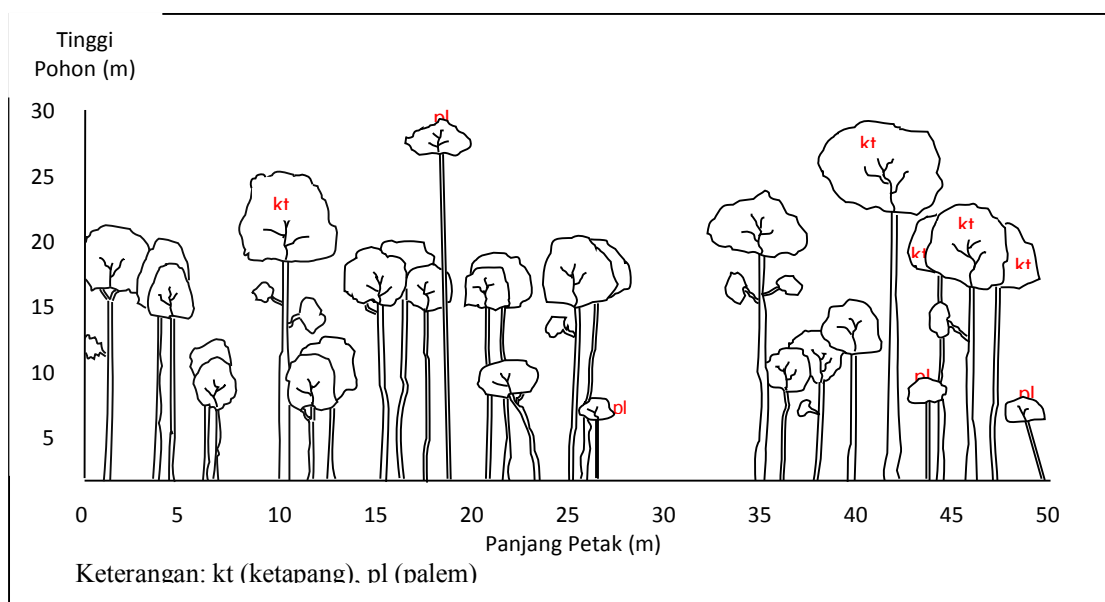 Tinggi
Pohon (m)
30
25
20
15
10
5
pl
kt
kt
kt
kt
kt
pl
pl
pl
0 5 10 15 20 25 30 35 40 45 50
Panjang Petak (m)
Keterangan: kt (ketapang), pl (palem)